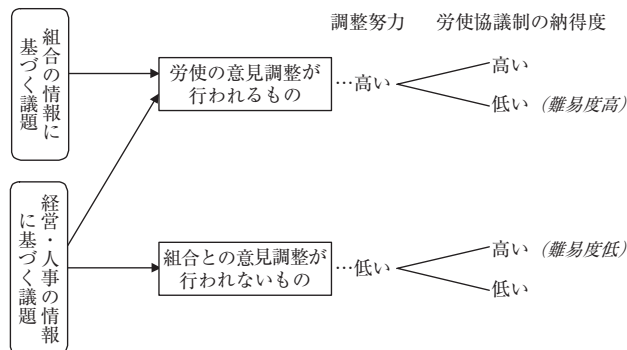 調整努力 労使協議制の納得度
組合の情報に
基づく議題
労使の意見調整が
行われるもの
…高い
高い
低い(難易度高)
経営・人事の情報
に基づく議題
組合との意見調整が
行われないもの
…低い
高い(難易度低)
低い